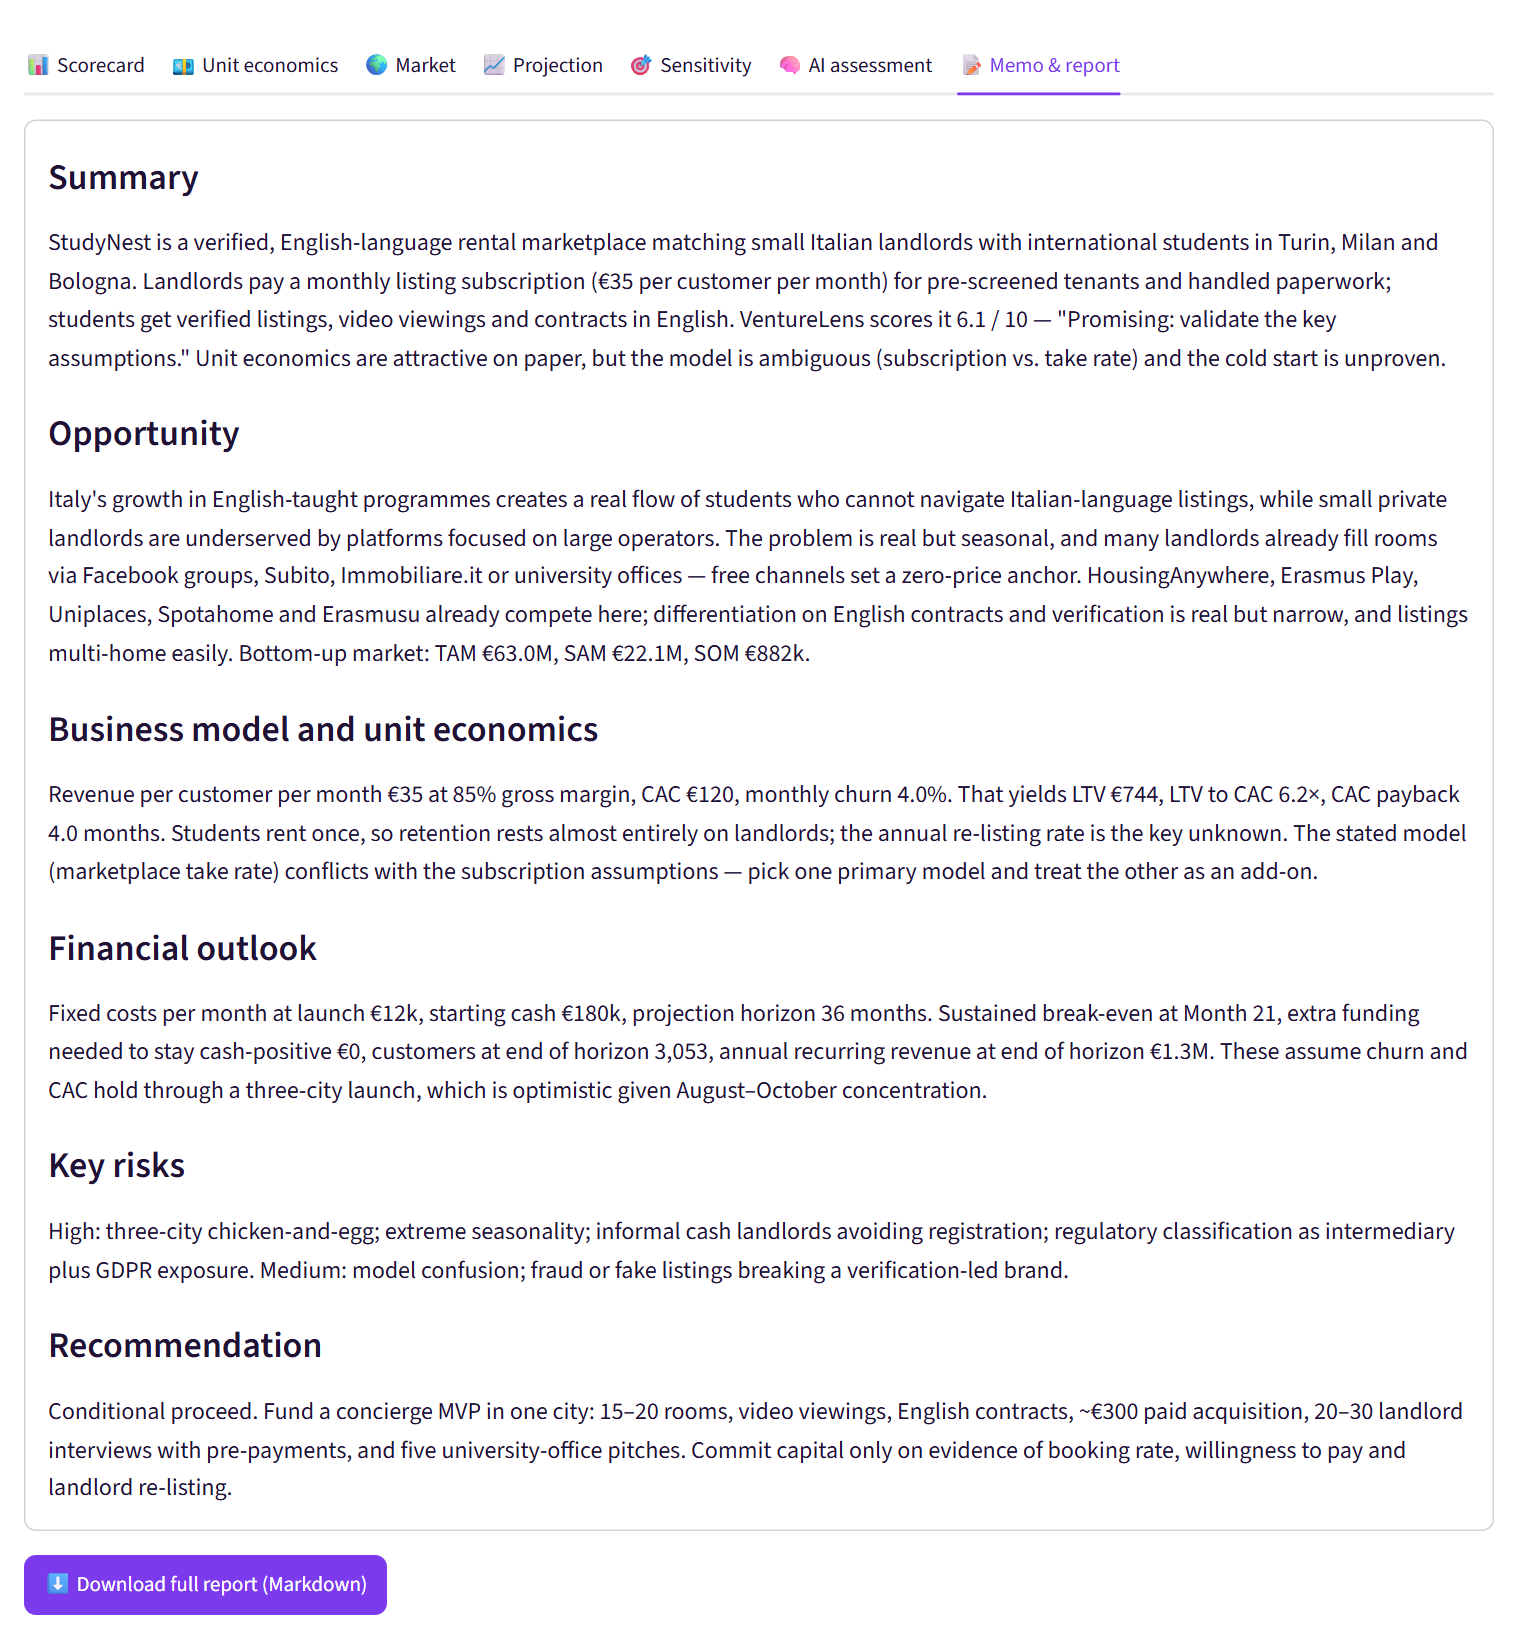 Scorecard Unit economics Market Projection Sensitivity AI assessment Memo & report
Summary
StudyNest is a verified, English-language rental marketplace matching small Italian landlords with international students in Turin, Milan and
Bologna. Landlords pay a monthly listing subscription (€35 per customer per month) for pre-screened tenants and handled paperwork;
students get verified listings, video viewings and contracts in English. VentureLens scores it 6.1 / 10 — "Promising: validate the key
assumptions." Unit economics are attractive on paper, but the model is ambiguous (subscription vs. take rate) and the cold start is unproven.
Opportunity
Italy's growth in English-taught programmes creates a real flow of students who cannot navigate Italian-language listings, while small private
landlords are underserved by platforms focused on large operators. The problem is real but seasonal, and many landlords already fill rooms
via Facebook groups, Subito, Immobiliare.it or university offices — free channels set a zero-price anchor. HousingAnywhere, Erasmus Play,
Uniplaces, Spotahome and Erasmusu already compete here; differentiation on English contracts and verification is real but narrow, and listings
multi-home easily. Bottom-up market: TAM €63.0M, SAM €22.1M, SOM €882k.
Business model and unit economics
Revenue per customer per month €35 at 85% gross margin, CAC €120, monthly churn 4.0%. That yields LTV €744, LTV to CAC 6.2×, CAC payback
4.0 months. Students rent once, so retention rests almost entirely on landlords; the annual re-listing rate is the key unknown. The stated model
(marketplace take rate) conflicts with the subscription assumptions — pick one primary model and treat the other as an add-on.
Financial outlook
Fixed costs per month at launch €12k, starting cash €180k, projection horizon 36 months. Sustained break-even at Month 21, extra funding
needed to stay cash-positive €0, customers at end of horizon 3,053, annual recurring revenue at end of horizon €1.3M. These assume churn and
CAC hold through a three-city launch, which is optimistic given August–October concentration.
Key risks
High: three-city chicken-and-egg; extreme seasonality; informal cash landlords avoiding registration; regulatory classification as intermediary
plus GDPR exposure. Medium: model confusion; fraud or fake listings breaking a verification-led brand.
Recommendation
Conditional proceed. Fund a concierge MVP in one city: 15–20 rooms, video viewings, English contracts, ~€300 paid acquisition, 20–30 landlord
interviews with pre-payments, and five university-office pitches. Commit capital only on evidence of booking rate, willingness to pay and
landlord re-listing.
Download full report (Markdown)